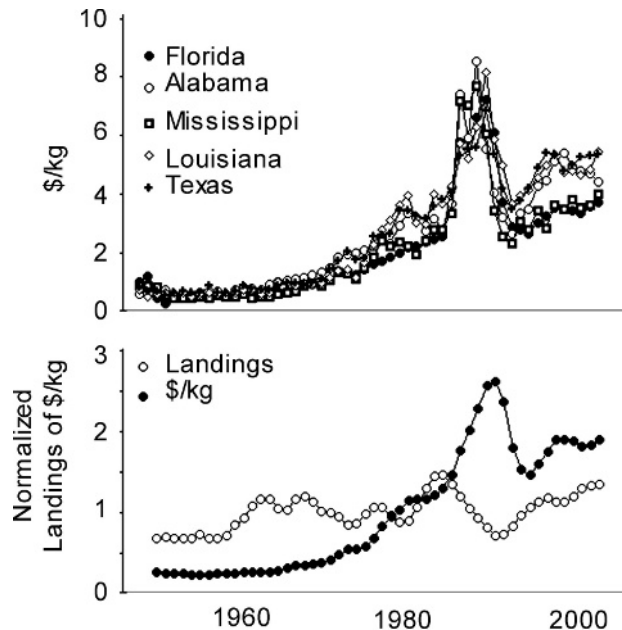 10
8
6
4
2
0
$/kg
Florida
Alabama
Mississippi
Louisiana
Texas
3
2
1
0
Normalized
Landings of $/kg
Landings
$/kg
1960 1980 2000